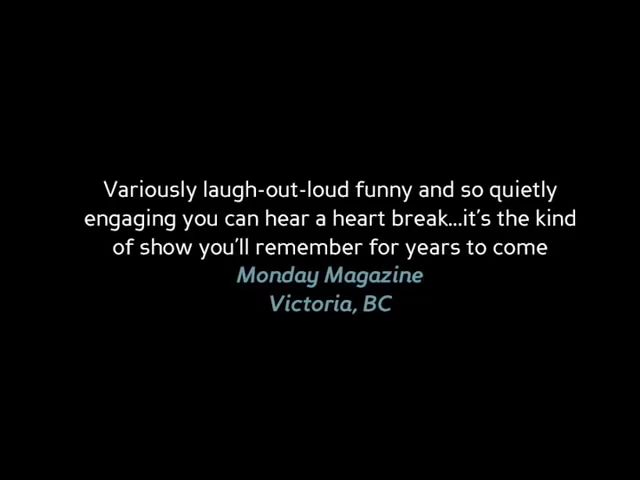 Variously laugh-out-loud funny and so quietly
engaging you can hear a heart break...it's the kind
of show you'll remember for years to come
Monday Magazine
Victoria, BC